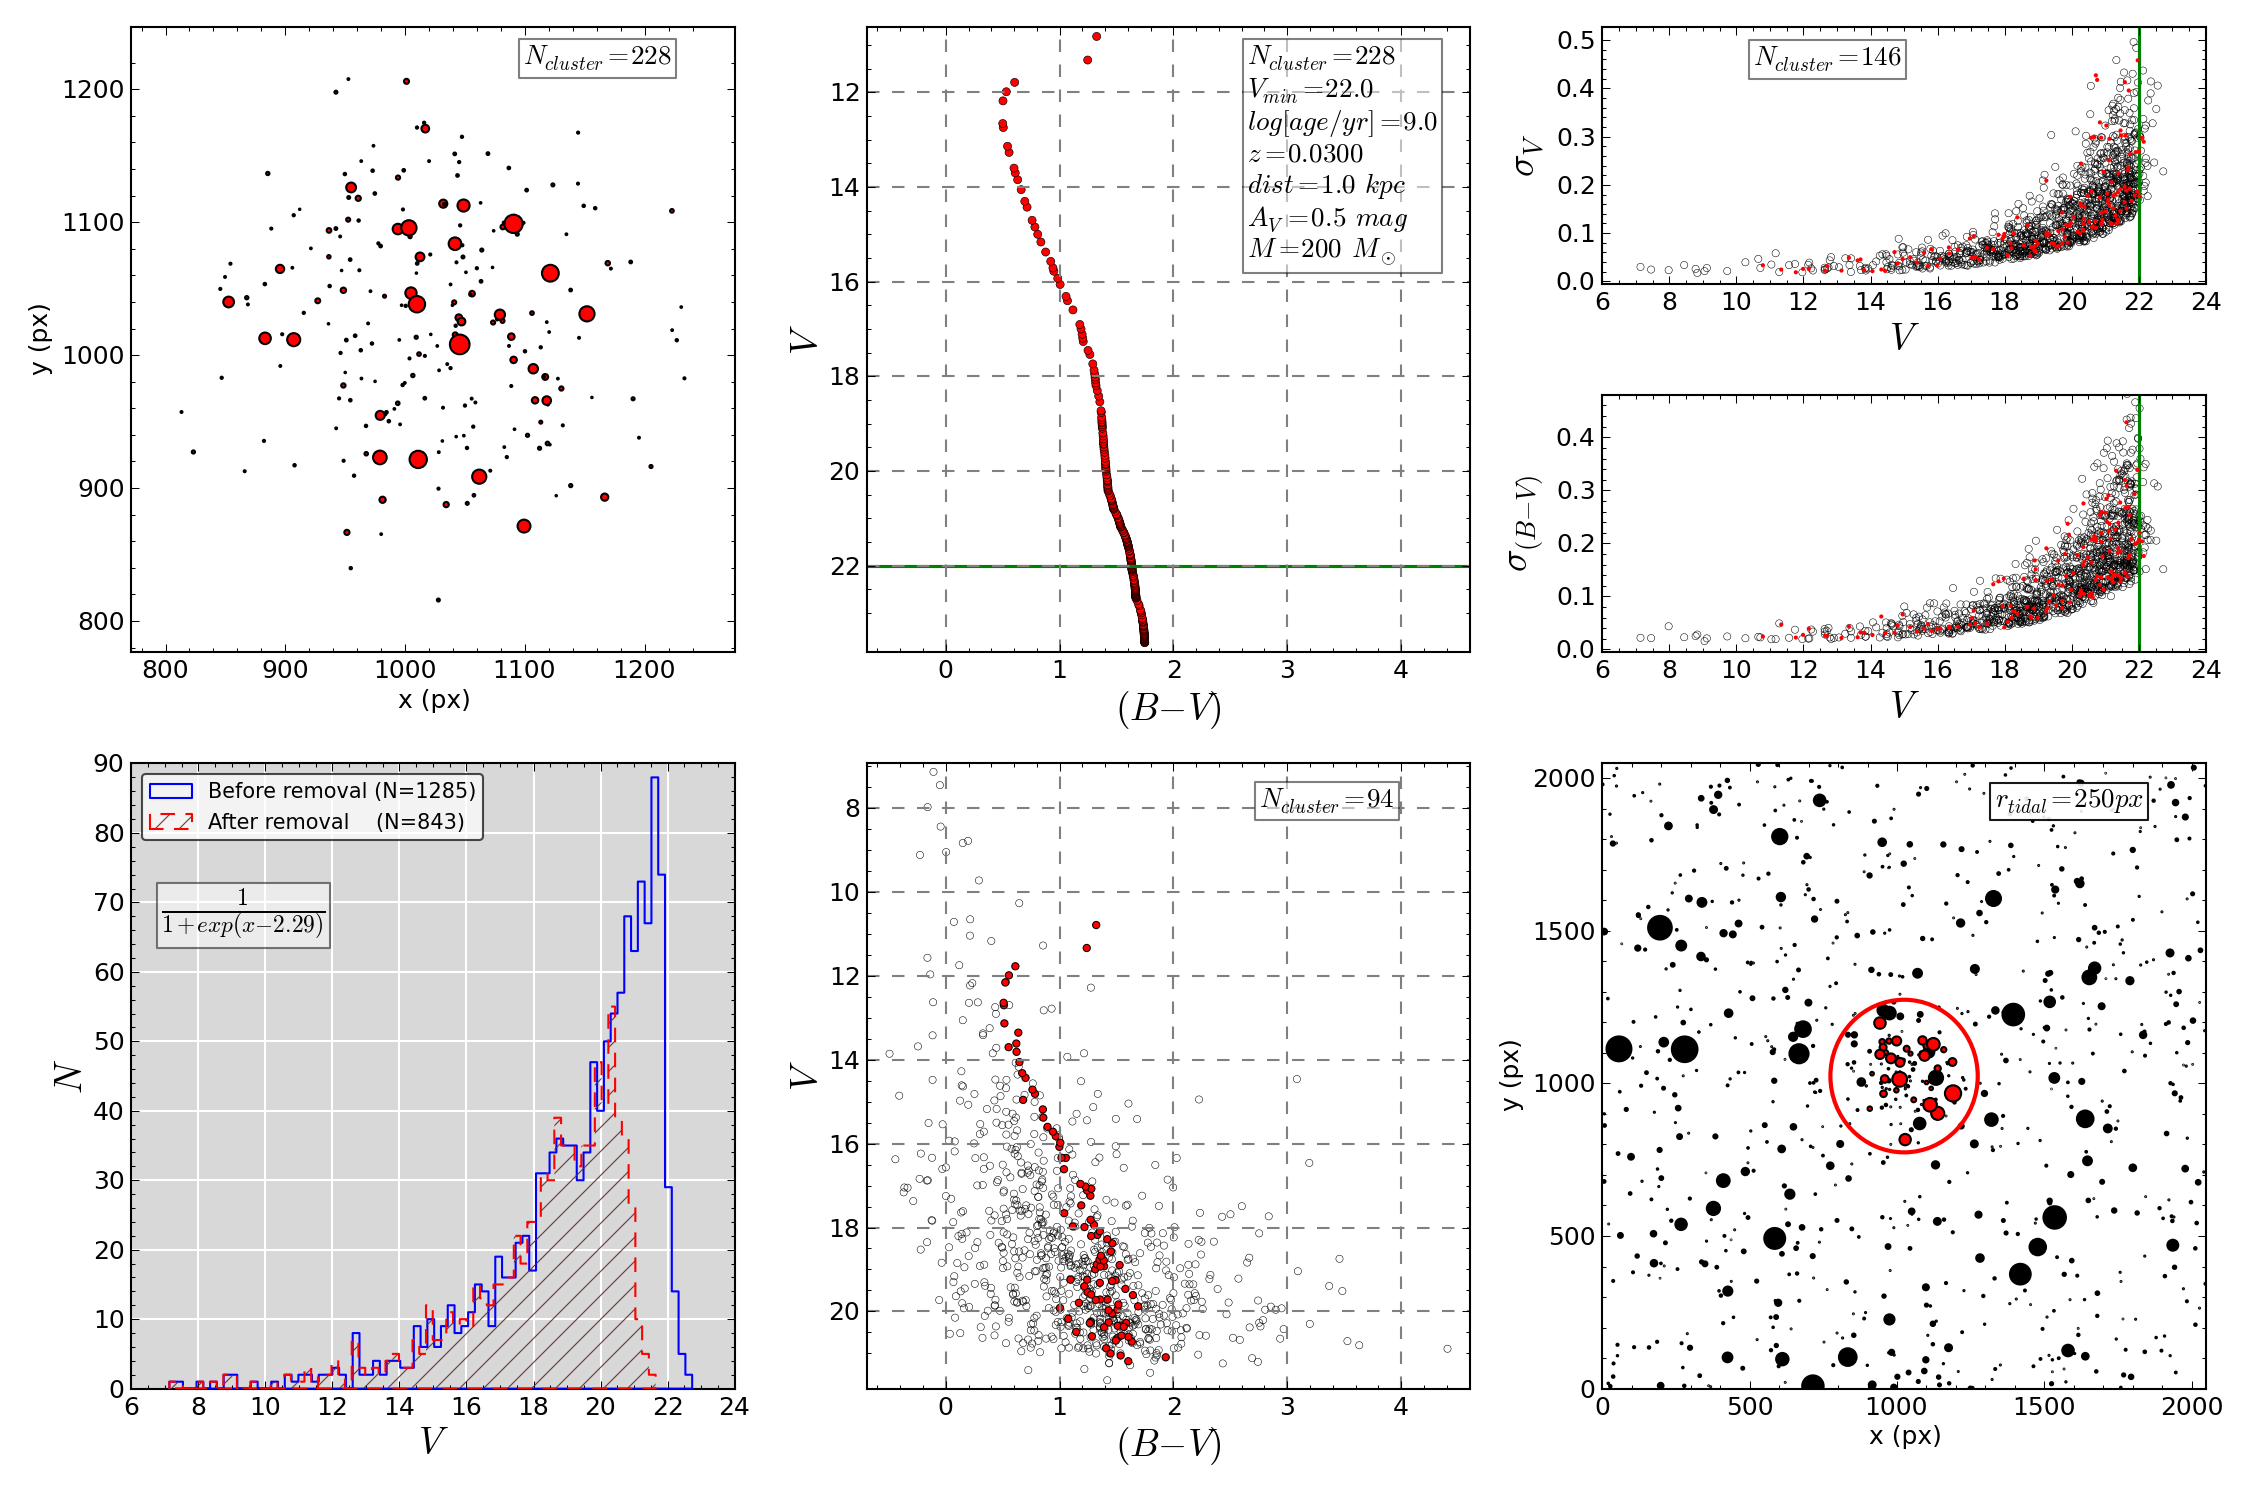 N_cluster=228
1200
1100
1000
900
800
y (px)
800 900 1000 1100 1200
x (px)
N_cluster=228
V_min=22.0
log[age/yr]=9.0
z=0.0300
dist=1.0 kpc
A_V=0.5 mag
M=200 M_⊙
12
14
16
18
20
22
V
0 1 2 3 4
(B−V)
N_cluster=146
0.5
0.4
0.3
0.2
0.1
0.0
σ_V
6 8 10 12 14 16 18 20 22 24
V
0.4
0.3
0.2
0.1
0.0
σ_(B−V)
6 8 10 12 14 16 18 20 22 24
V
90
80
70
60
50
40
30
20
10
0
N
Before removal (N=1285)
After removal (N=843)
1
1+exp(x−2.29)
6 8 10 12 14 16 18 20 22 24
V
N_cluster=94
8
10
12
14
16
18
20
V
0 1 2 3 4
(B−V)
r_tidal=250px
2000
1500
1000
500
0
y (px)
0 500 1000 1500 2000
x (px)